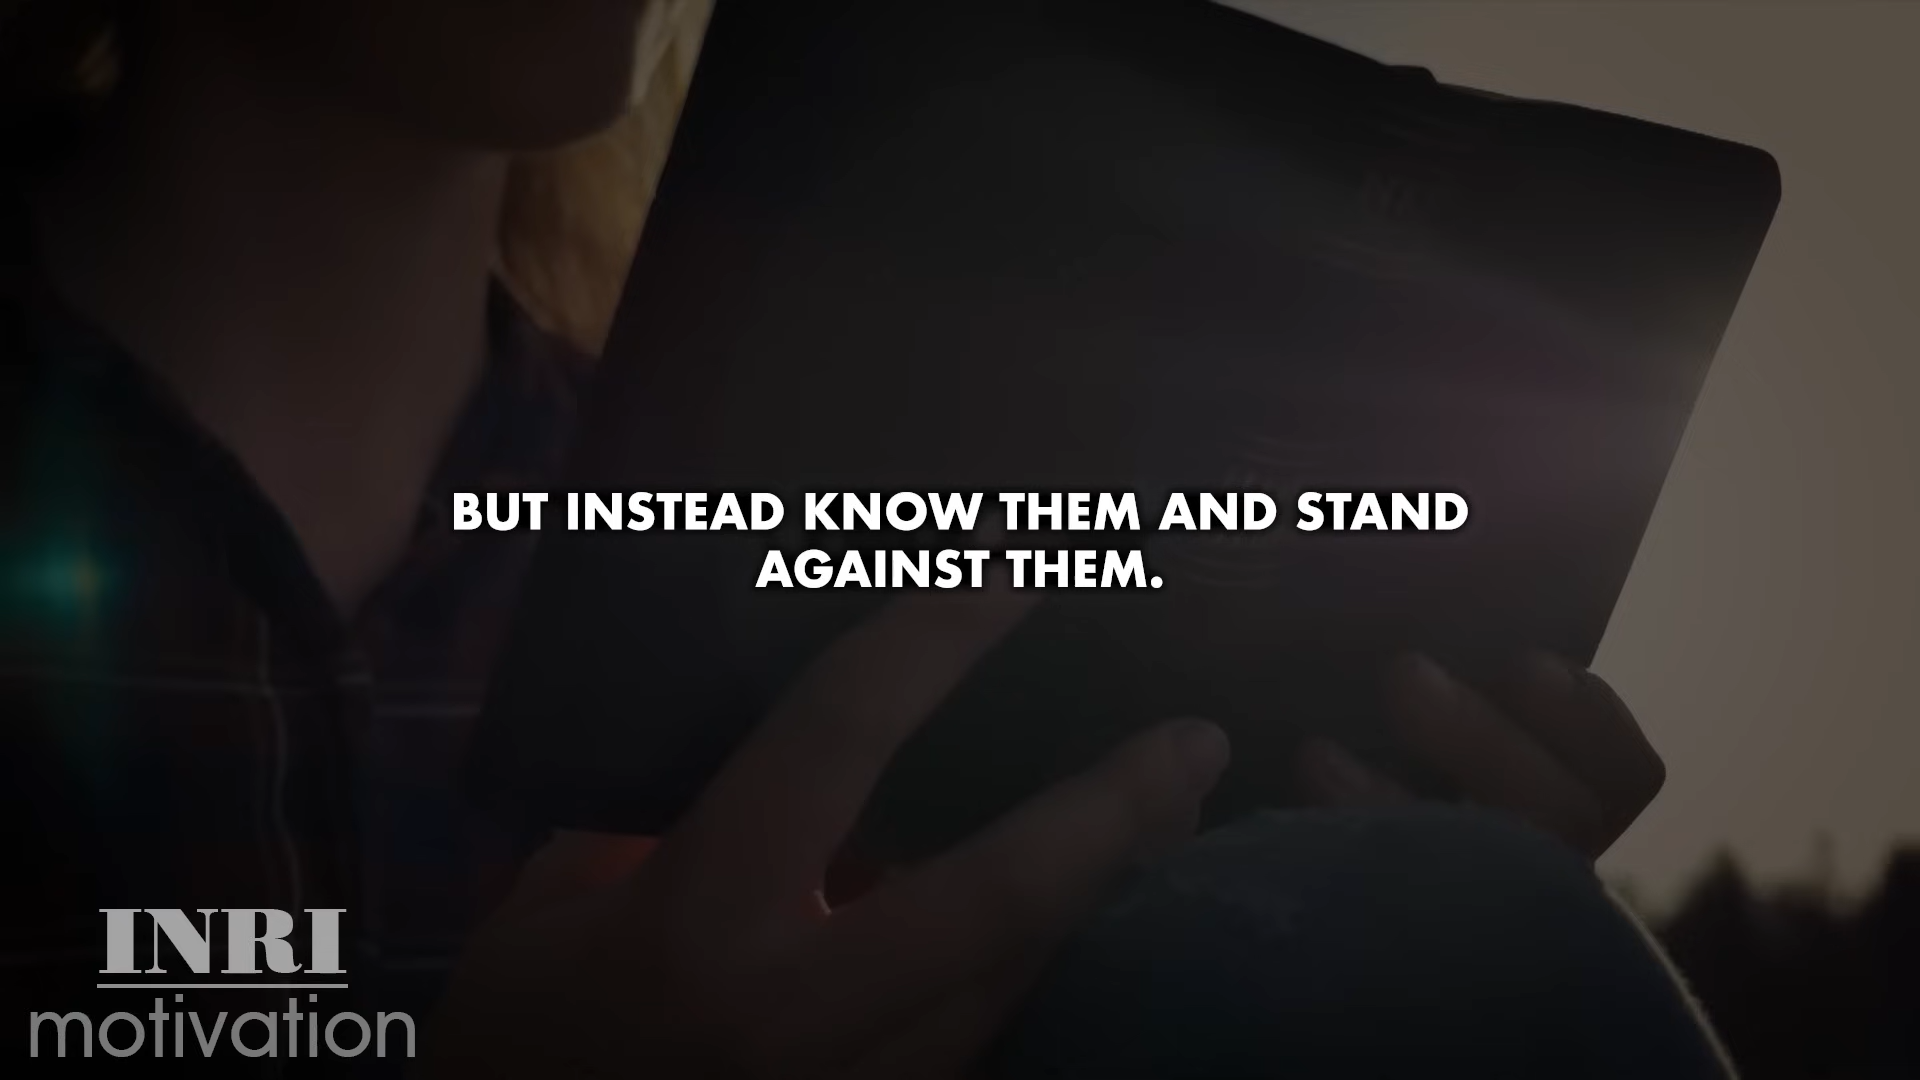 BUT INSTEAD KNOW THEM AND STAND
AGAINST THEM.
INRI
motivation